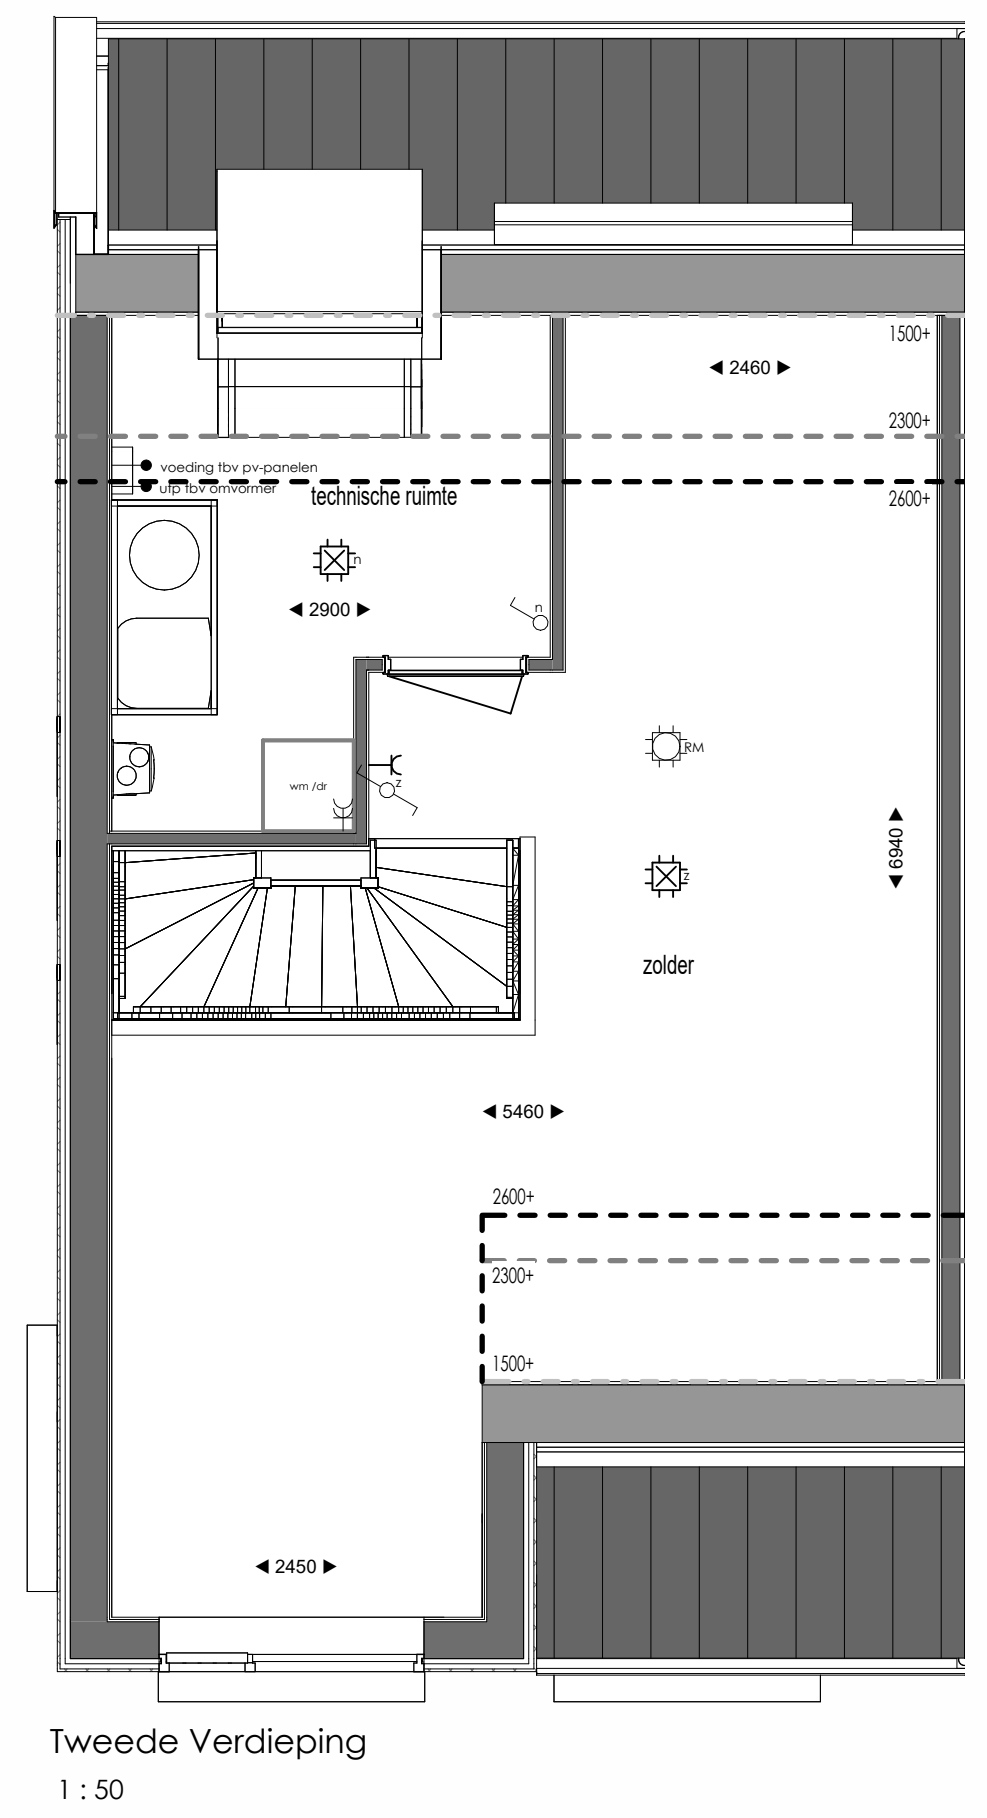 1500+
2460
2300+
voeding tbv pv-panelen
utp tbv omvormer
technische ruimte
2600+
n
2900
n
RM
z
wm /dr
6940
z
zolder
5460
2600+
2300+
1500+
2450
Tweede Verdieping
1 : 50